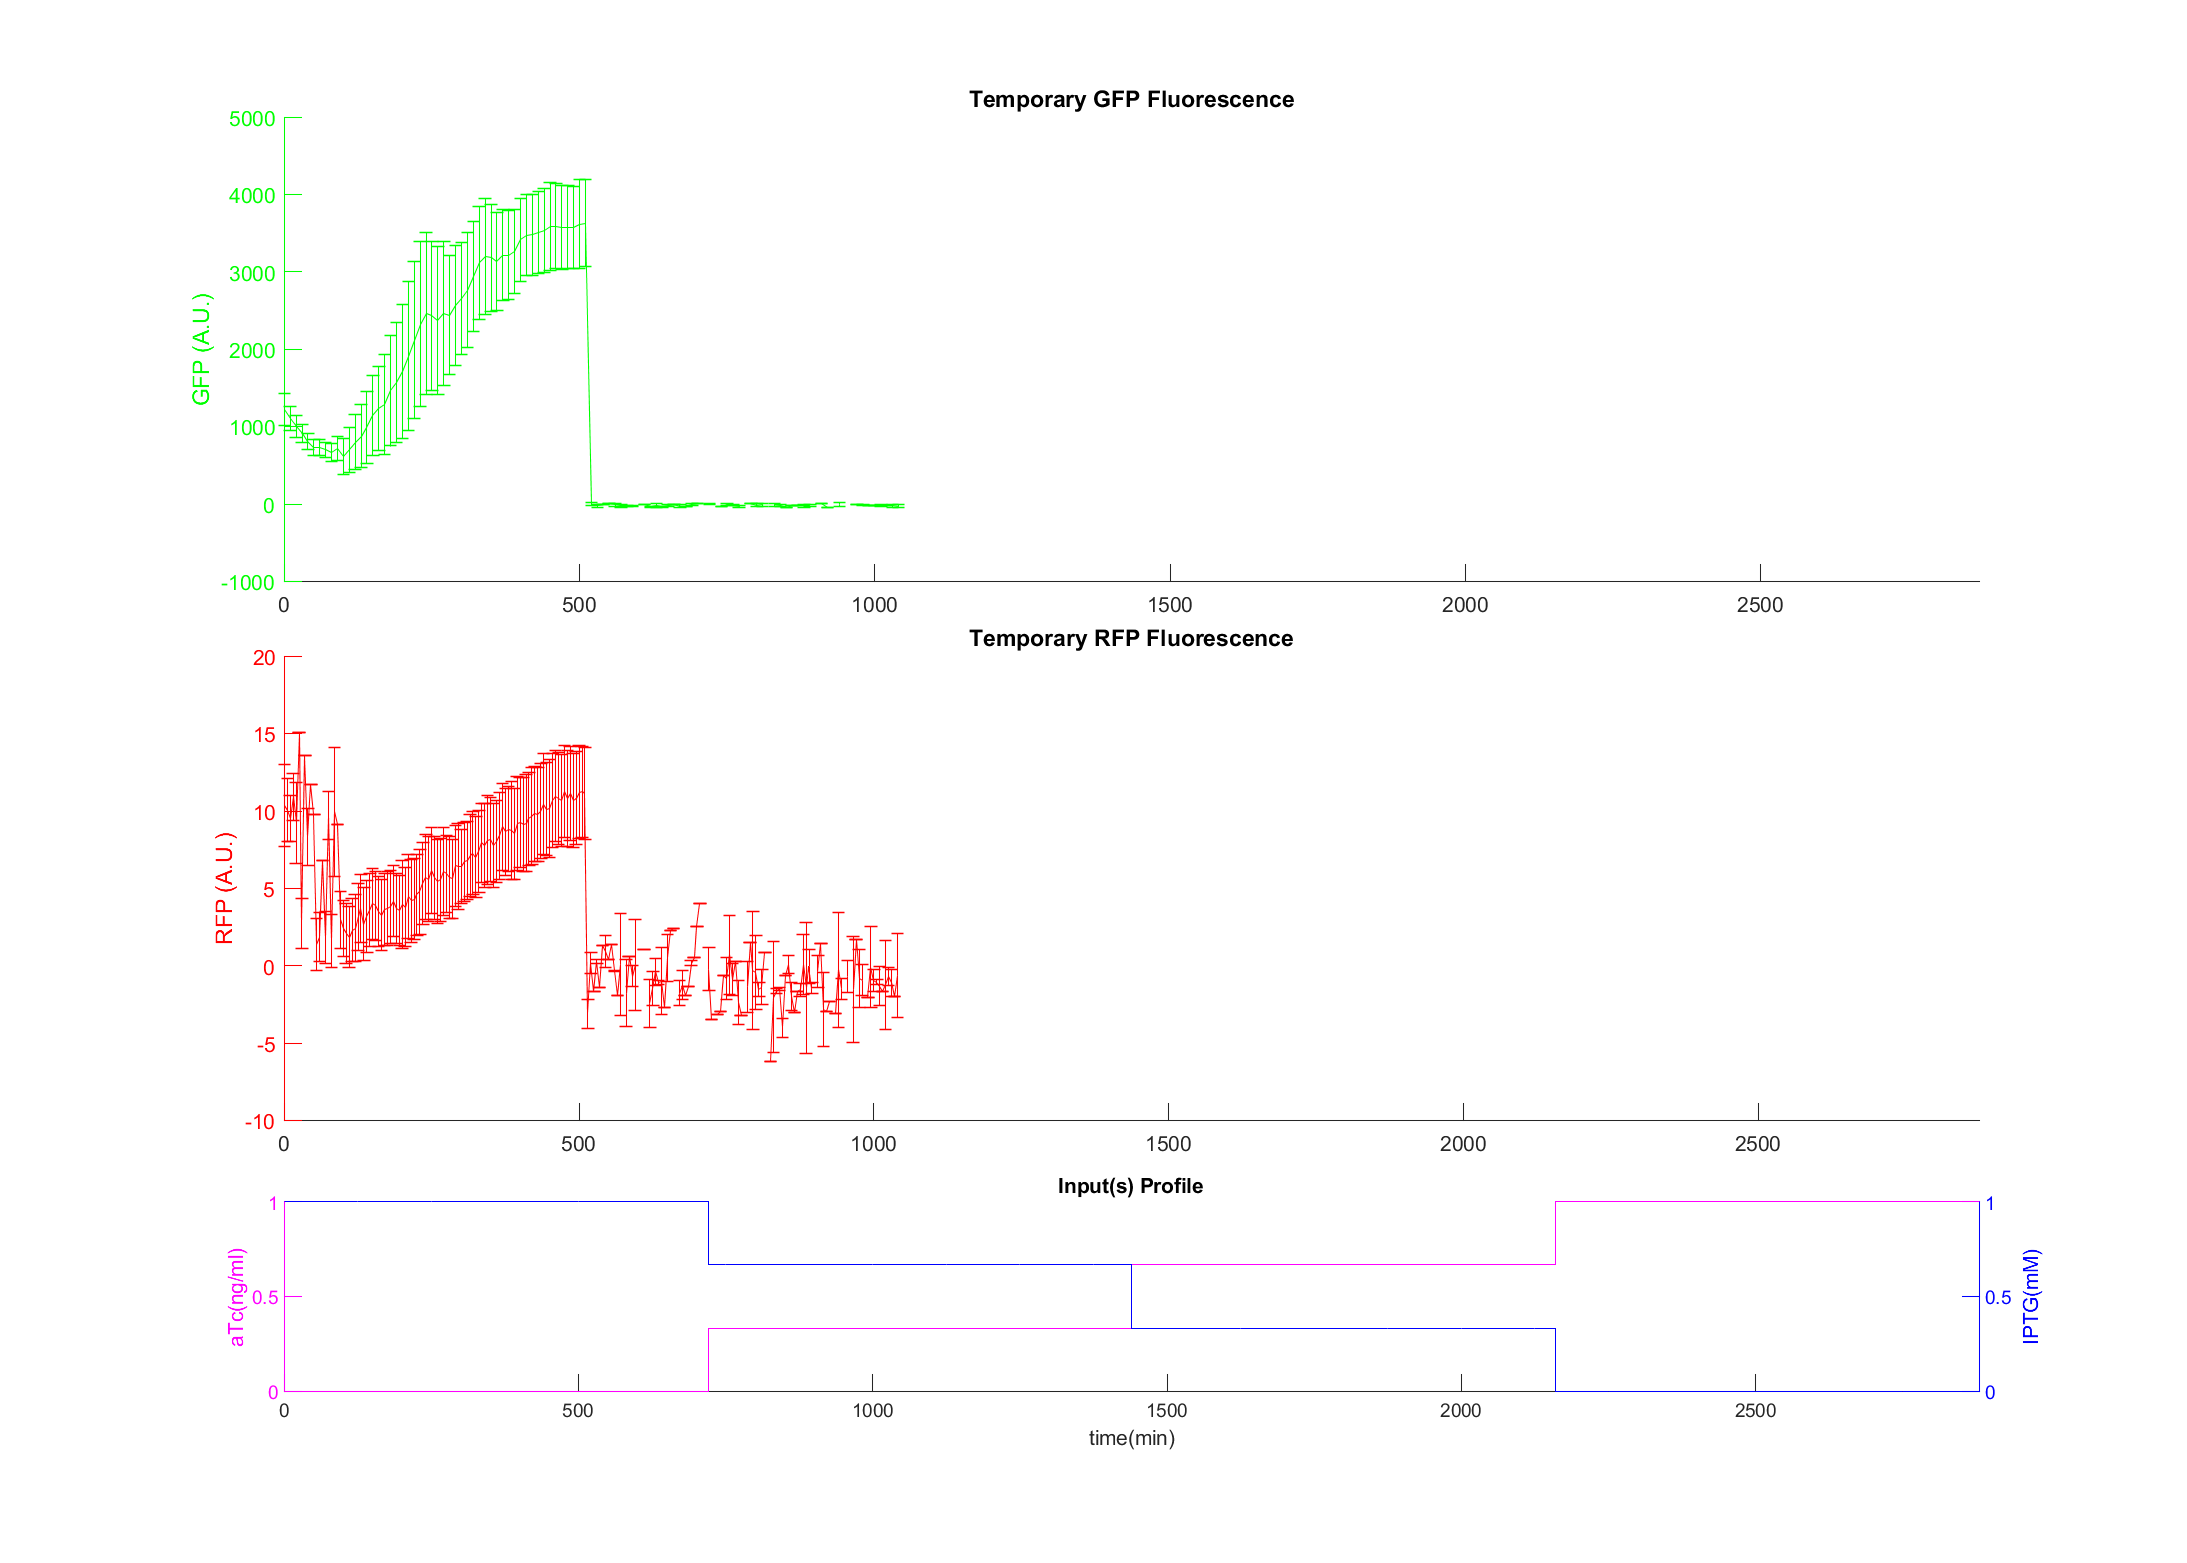 Temporary GFP Fluorescence
5000
4000
3000
2000
1000
0
-1000
GFP (A.U.)
0 500 1000 1500 2000 2500
Temporary RFP Fluorescence
20
15
10
5
0
-5
-10
RFP (A.U.)
0 500 1000 1500 2000 2500
Input(s) Profile
1 1
0.5 0.5
0 0
aTc(ng/ml)
IPTG(mM)
0 500 1000 1500 2000 2500
time(min)